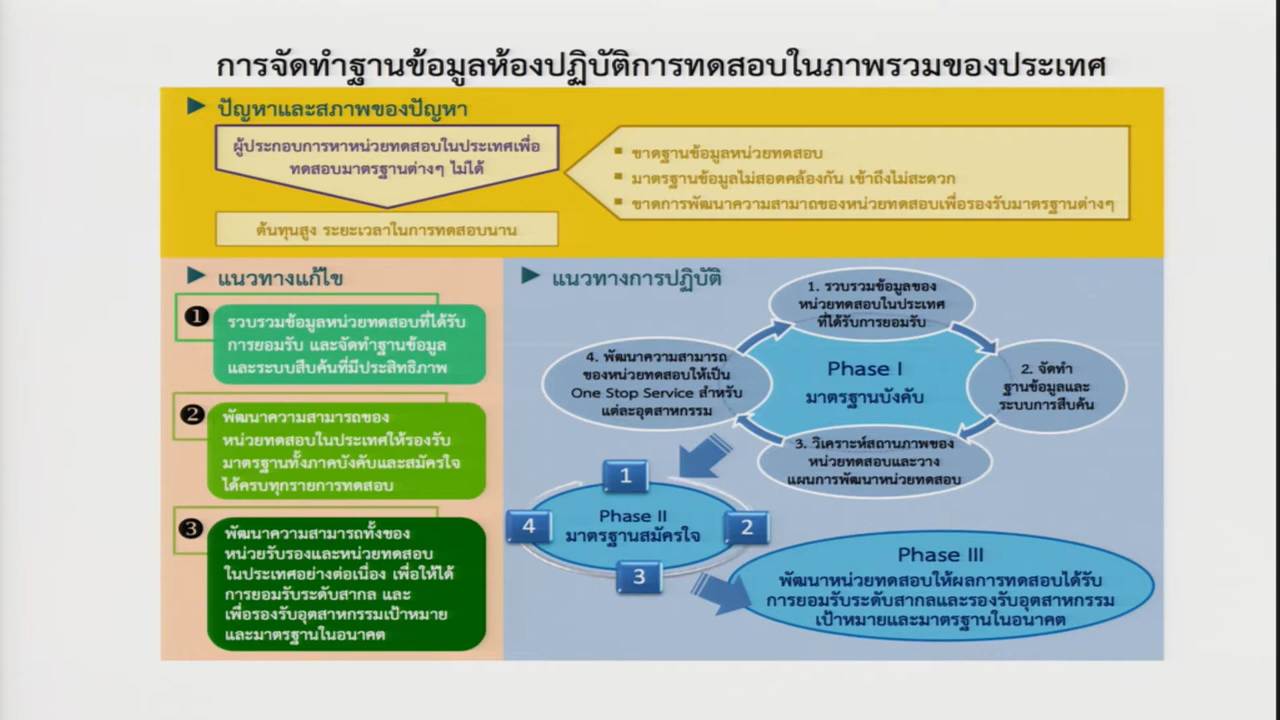 การจัดทำฐานข้อมูลห้องปฏิบัติการทดสอบในภาพรวมของประเทศ
ปัญหาและสภาพของปัญหา
ผู้ประกอบการหาหน่วยทดสอบในประเทศเพื่อ
ทดสอบมาตรฐานต่างๆ ไม่ได้
ต้นทุนสูง ระยะเวลาในการทดสอบนาน
▪ ขาดฐานข้อมูลหน่วยทดสอบ
▪ มาตรฐานข้อมูลไม่สอดคล้องกัน เข้าถึงไม่สะดวก
▪ ขาดการพัฒนาความสามาถของหน่วยทดสอบเพื่อรองรับมาตรฐานต่างๆ
แนวทางแก้ไข
1
รวบรวมข้อมูลหน่วยทดสอบที่ได้รับ
การยอมรับ และจัดทำฐานข้อมูล
และระบบสืบค้นที่มีประสิทธิภาพ
2
พัฒนาความสามารถของ
หน่วยทดสอบในประเทศให้รองรับ
มาตรฐานทั้งภาคบังคับและสมัครใจ
ได้ครบทุกรายการทดสอบ
3
พัฒนาความสามารถทั้งของ
หน่วยรับรองและหน่วยทดสอบ
ในประเทศอย่างต่อเนื่อง เพื่อให้ได้
การยอมรับระดับสากล และ
เพื่อรองรับอุตสาหกรรมเป้าหมาย
และมาตรฐานในอนาคต
แนวทางการปฏิบัติ
1. รวบรวมข้อมูลของ
หน่วยทดสอบในประเทศ
ที่ได้รับการยอมรับ
2. จัดทำ
ฐานข้อมูลและ
ระบบการสืบค้น
3. วิเคราะห์สถานภาพของ
หน่วยทดสอบและวาง
แผนการพัฒนาหน่วยทดสอบ
4. พัฒนาความสามารถ
ของหน่วยทดสอบให้เป็น
One Stop Service สำหรับ
แต่ละอุตสาหกรรม
Phase I
มาตรฐานบังคับ
1
2
3
4
Phase II
มาตรฐานสมัครใจ
Phase III
พัฒนาหน่วยทดสอบให้ผลการทดสอบได้รับ
การยอมรับระดับสากลและรองรับอุตสาหกรรม
เป้าหมายและมาตรฐานในอนาคต